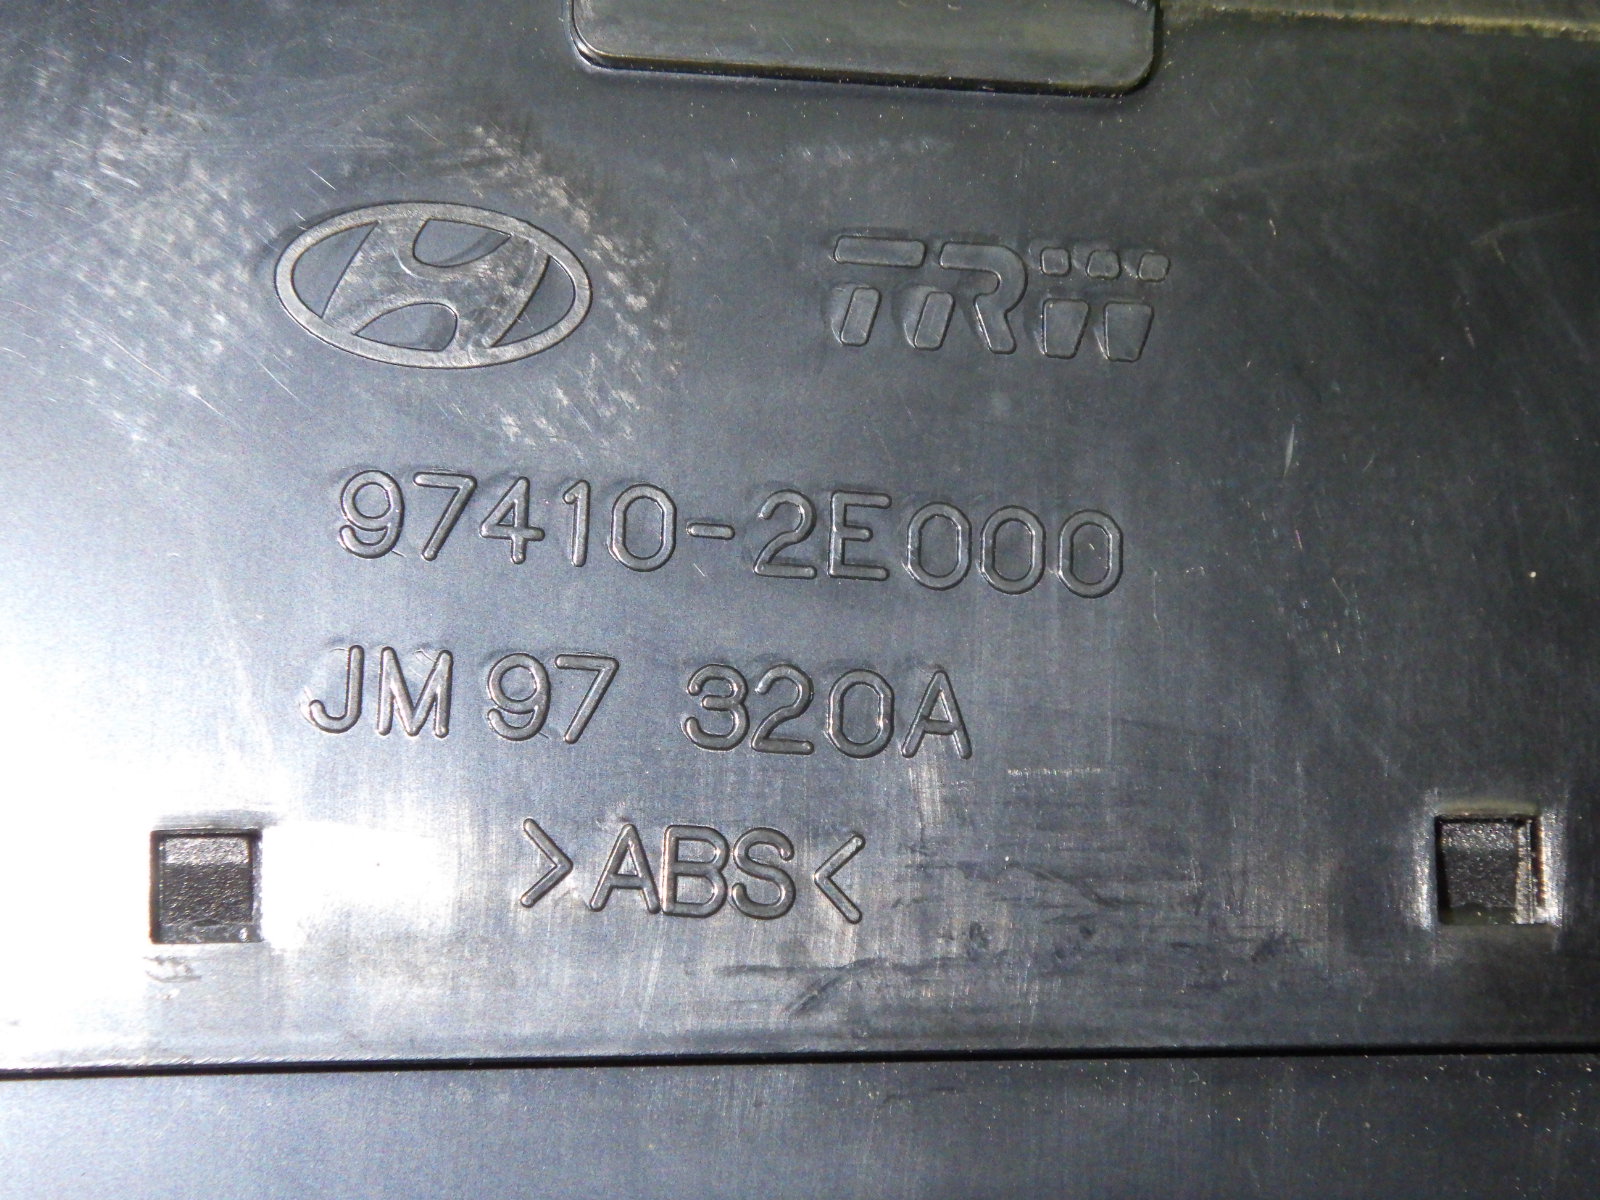 TRW
97410-2E000
JM 97 320A
>ABS<